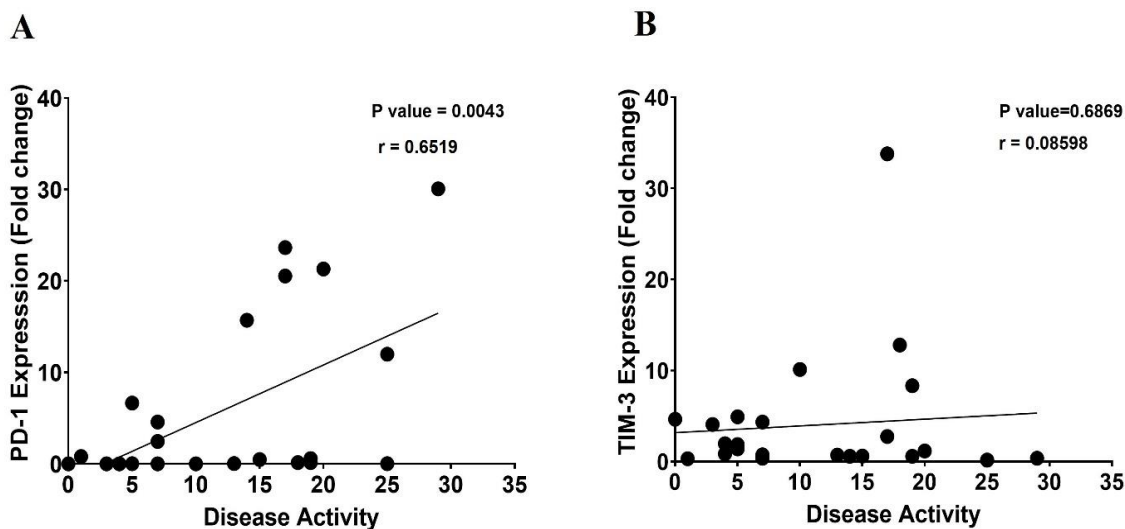 A
PD-1 Expresssion (Fold change)
40
30
20
10
0
P value = 0.0043
r = 0.6519
0 5 10 15 20 25 30 35
Disease Activity
B
TIM-3 Expression (Fold change)
40
30
20
10
0
P value=0.6869
r = 0.08598
0 5 10 15 20 25 30 35
Disease Activity